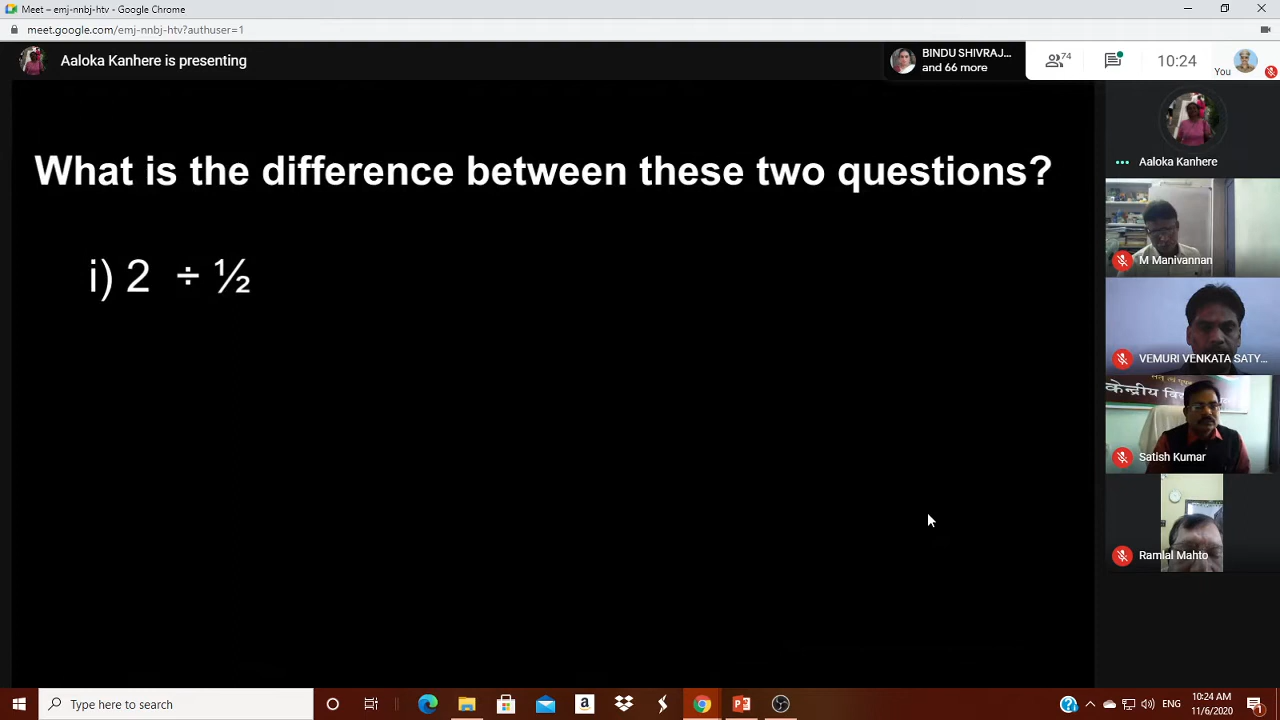 Meet – emj-nnbj-htv - Google Chrome
meet.google.com/emj-nnbj-htv?authuser=1
Aaloka Kanhere is presenting
BINDU SHIVRAJ...
and 66 more
74
10:24
You
What is the difference between these two questions?
i) 2 ÷ ½
Aaloka Kanhere
M Manivannan
VEMURI VENKATA SATY...
केन्द्रीय
Satish Kumar
Ramlal Mahto
Type here to search
a
ENG
10:24 AM
11/6/2020
1